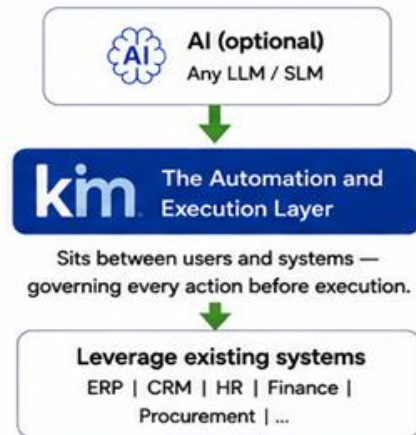 AI
AI (optional)
Any LLM / SLM
kim
The Automation and
Execution Layer
Sits between users and systems —
governing every action before execution.
Leverage existing systems
ERP | CRM | HR | Finance |
Procurement | ...